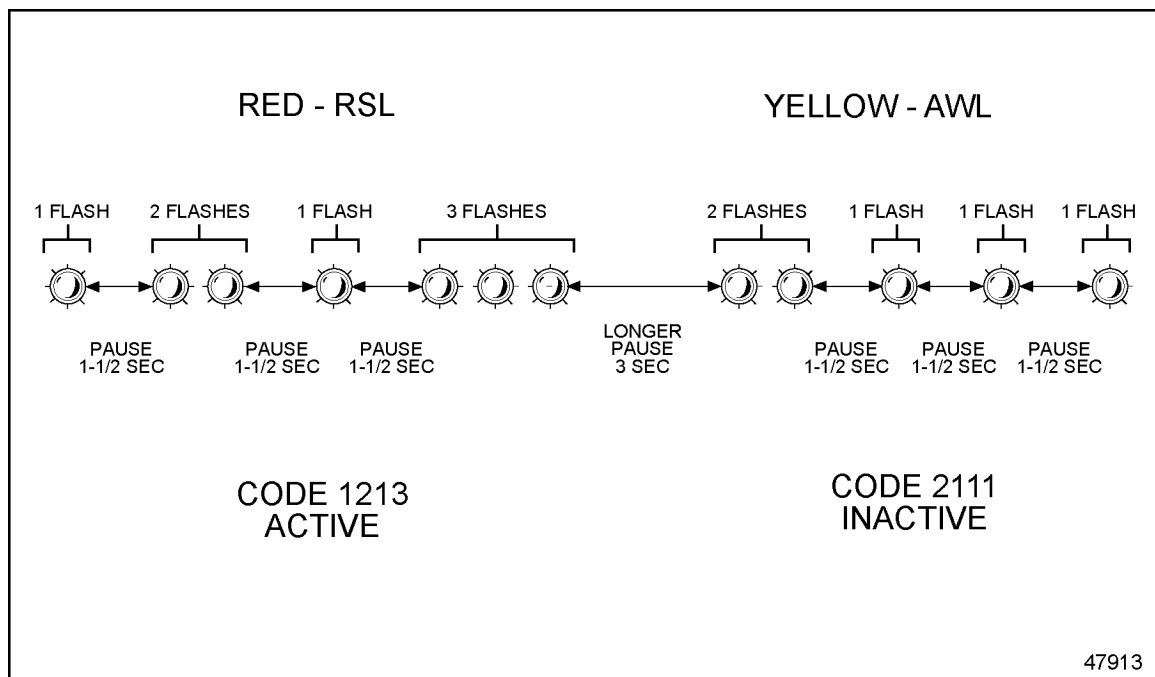 RED - RSL
YELLOW - AWL
1 FLASH
2 FLASHES
1 FLASH
3 FLASHES
2 FLASHES
1 FLASH
1 FLASH
1 FLASH
PAUSE
1-1/2 SEC
PAUSE
1-1/2 SEC
PAUSE
1-1/2 SEC
LONGER
PAUSE
3 SEC
PAUSE
1-1/2 SEC
PAUSE
1-1/2 SEC
PAUSE
1-1/2 SEC
CODE 1213
ACTIVE
CODE 2111
INACTIVE
47913